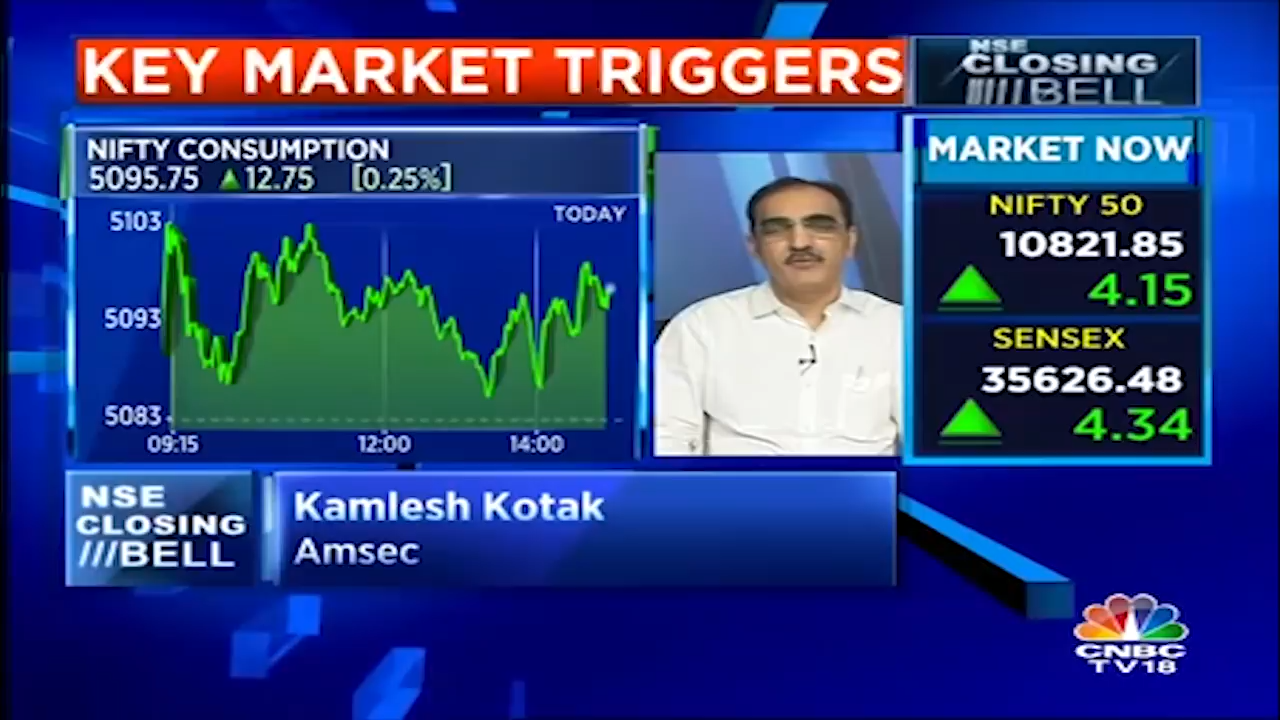 KEY MARKET TRIGGERS
NSE
CLOSING
////BELL
NIFTY CONSUMPTION
5095.75 ▲12.75 [0.25%]
TODAY
5103
5093
5083
09:15 12:00 14:00
MARKET NOW
NIFTY 50
10821.85
▲ 4.15
SENSEX
35626.48
▲ 4.34
NSE
CLOSING
///BELL
Kamlesh Kotak
Amsec
CNBC
TV18